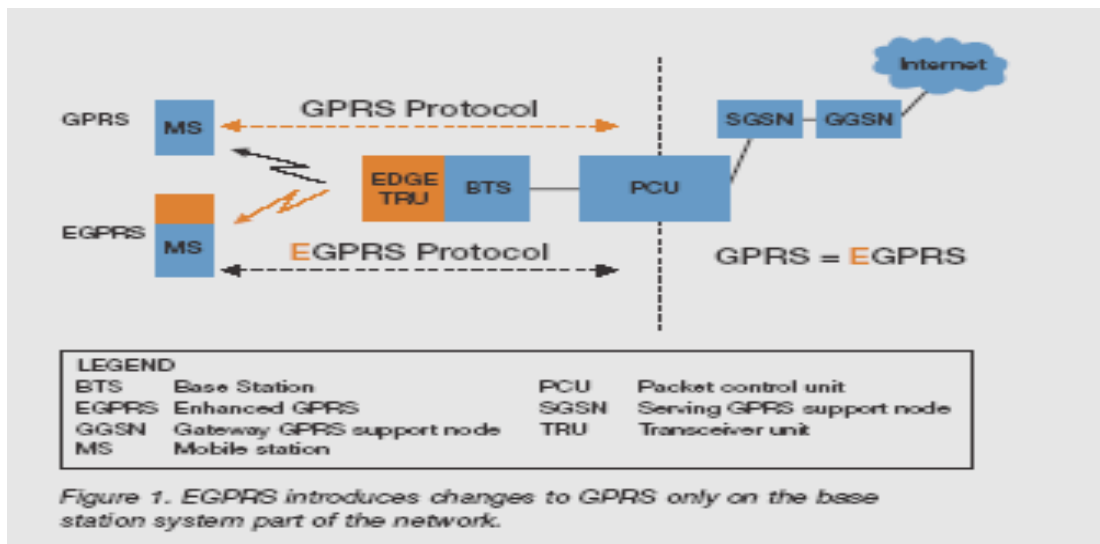 Internet
GPRS
MS
GPRS Protocol
SGSN
GGSN
EDGE
TRU
BTS
PCU
EGPRS
MS
EGPRS Protocol
GPRS = EGPRS
LEGEND
BTS Base Station PCU Packet control unit
EGPRS Enhanced GPRS SGSN Serving GPRS support node
GGSN Gateway GPRS support node TRU Transceiver unit
MS Mobile station
Figure 1. EGPRS introduces changes to GPRS only on the base
station system part of the network.